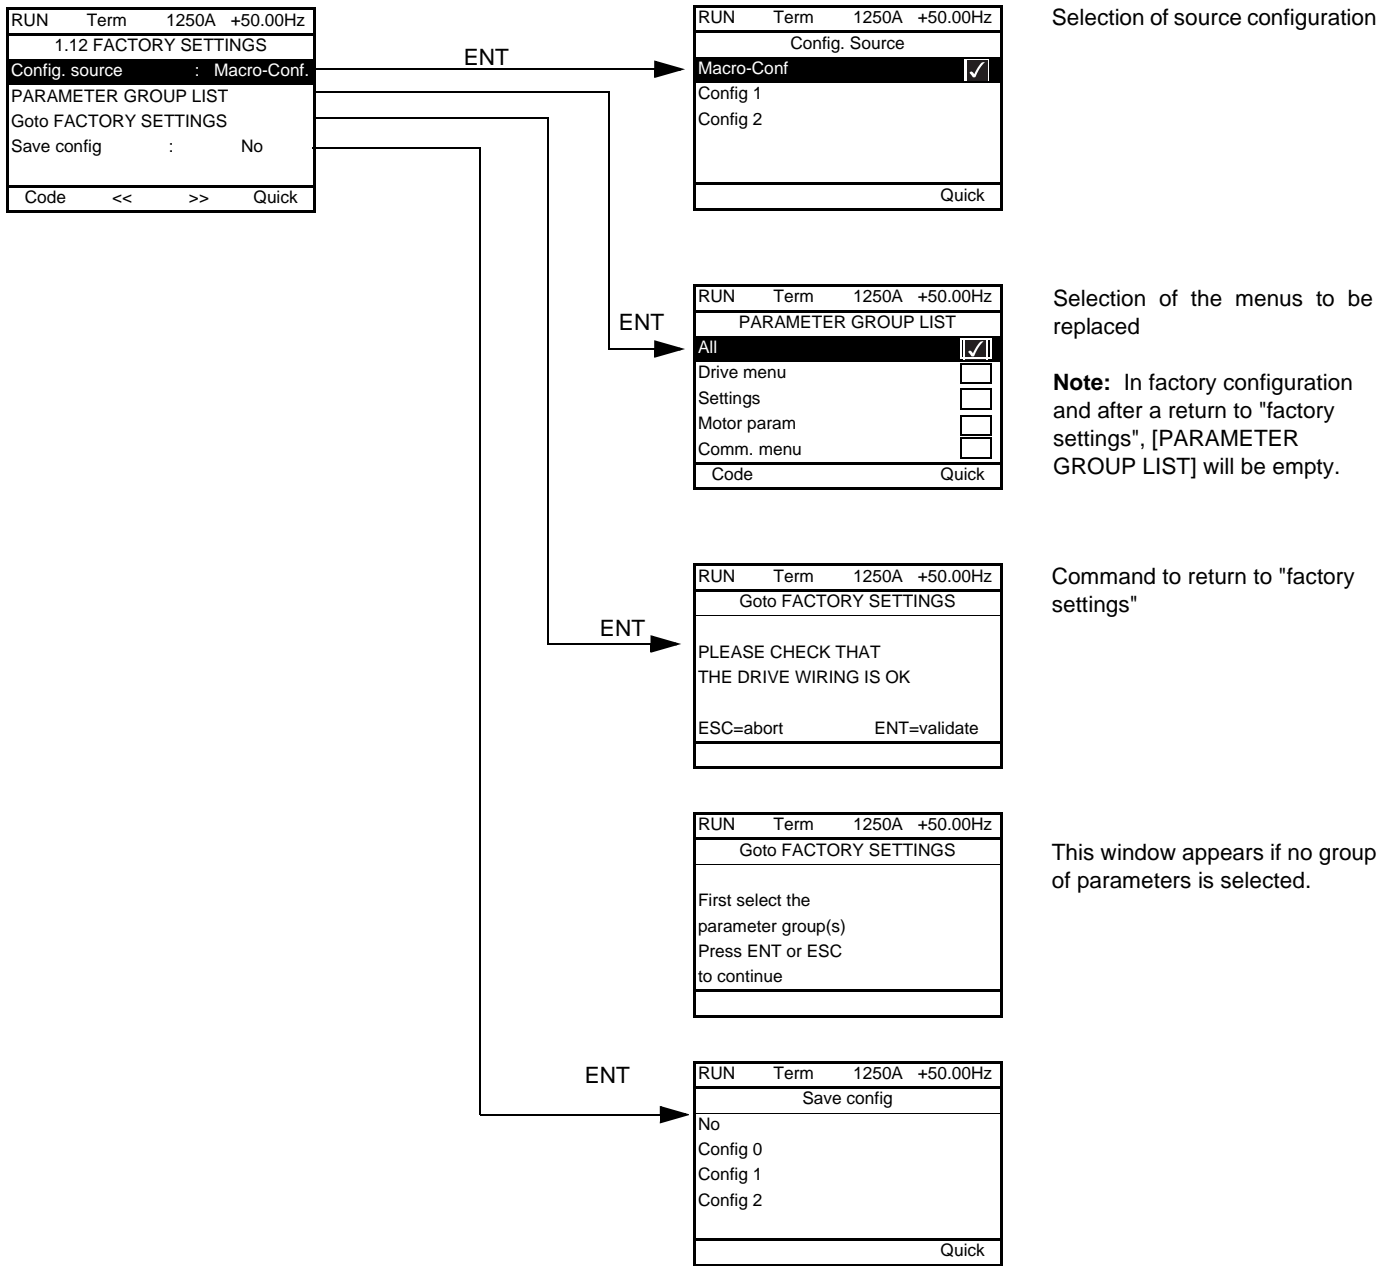 RUN Term 1250A +50.00Hz
1.12 FACTORY SETTINGS
Config. source : Macro-Conf.
PARAMETER GROUP LIST
Goto FACTORY SETTINGS
Save config : No
Code << >> Quick
ENT
RUN Term 1250A +50.00Hz
Config. Source
Macro-Conf
Config 1
Config 2
Quick
Selection of source configuration
ENT
RUN Term 1250A +50.00Hz
PARAMETER GROUP LIST
All
Drive menu
Settings
Motor param
Comm. menu
Code Quick
Selection of the menus to be
replaced
Note: In factory configuration
and after a return to "factory
settings", [PARAMETER
GROUP LIST] will be empty.
ENT
RUN Term 1250A +50.00Hz
Goto FACTORY SETTINGS
PLEASE CHECK THAT
THE DRIVE WIRING IS OK
ESC=abort ENT=validate
Command to return to "factory
settings"
RUN Term 1250A +50.00Hz
Goto FACTORY SETTINGS
First select the
parameter group(s)
Press ENT or ESC
to continue
This window appears if no group
of parameters is selected.
ENT
RUN Term 1250A +50.00Hz
Save config
No
Config 0
Config 1
Config 2
Quick